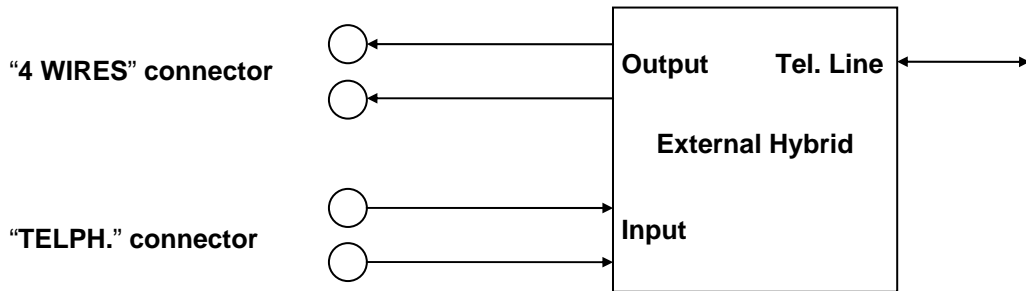 “4 WIRES” connector
Output
Tel. Line
External Hybrid
“TELPH.” connector
Input